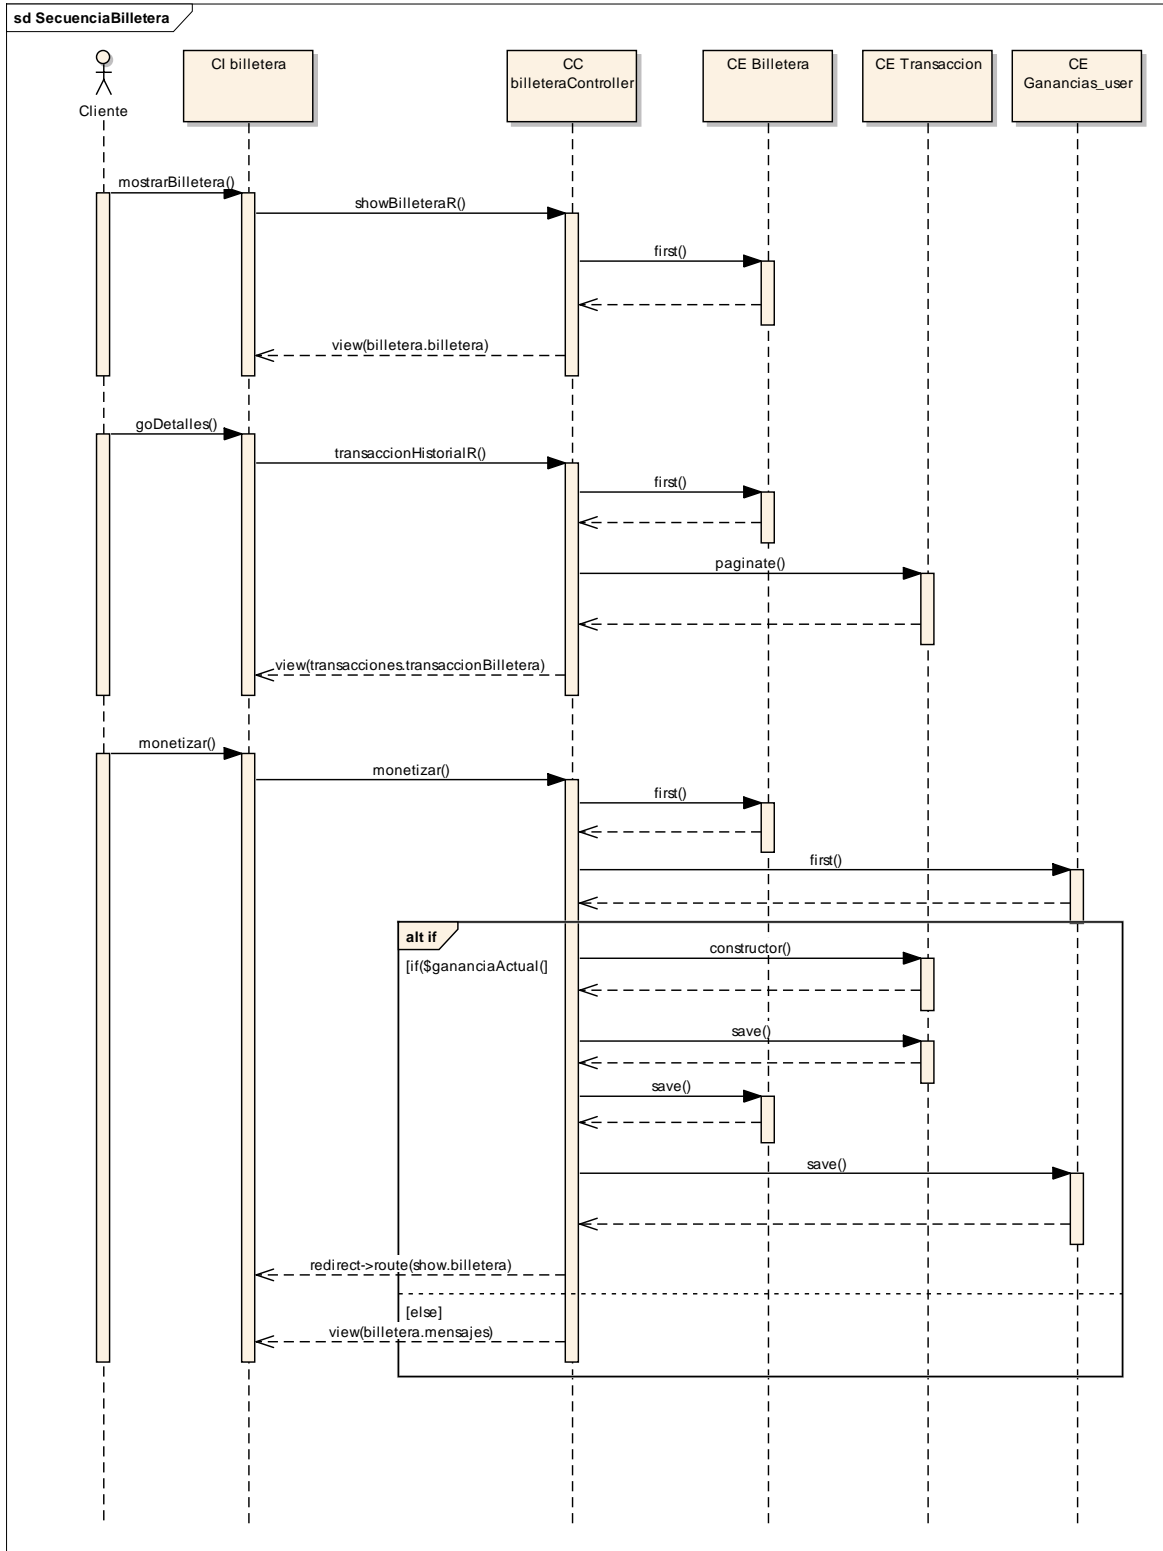 sd SecuenciaBilletera
Cliente
CI billetera
CC
billeteraController
CE Billetera
CE Transaccion
CE
Ganancias_user
mostrarBilletera()
showBilleteraR()
first()
view(billetera.billetera)
goDetalles()
transaccionHistorialR()
first()
paginate()
view(transacciones.transaccionBilletera)
monetizar()
monetizar()
first()
first()
alt if
[if($gananciaActual(]
constructor()
save()
save()
save()
redirect->route(show.billetera)
[else]
view(billetera.mensajes)